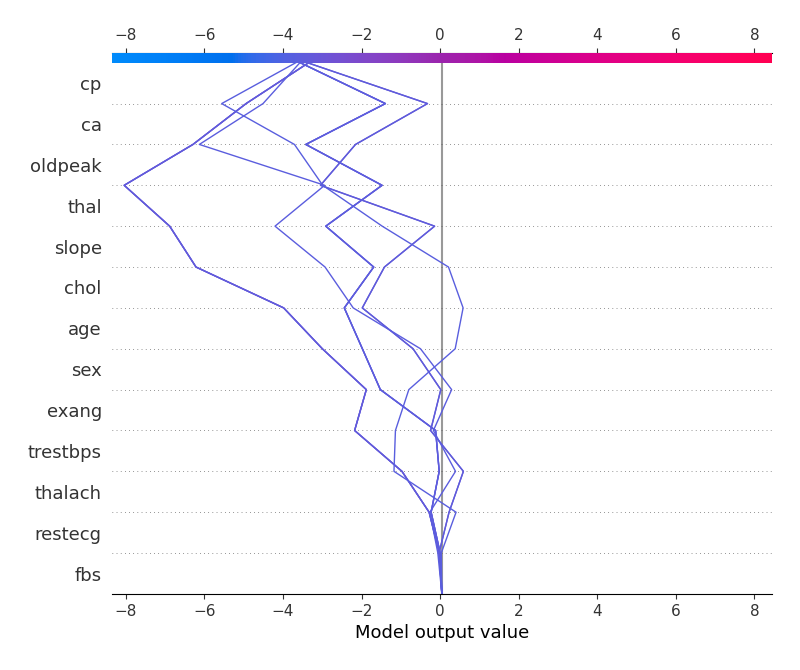 −8 −6 −4 −2 0 2 4 6 8
cp
ca
oldpeak
thal
slope
chol
age
sex
exang
trestbps
thalach
restecg
fbs
−8 −6 −4 −2 0 2 4 6 8
Model output value